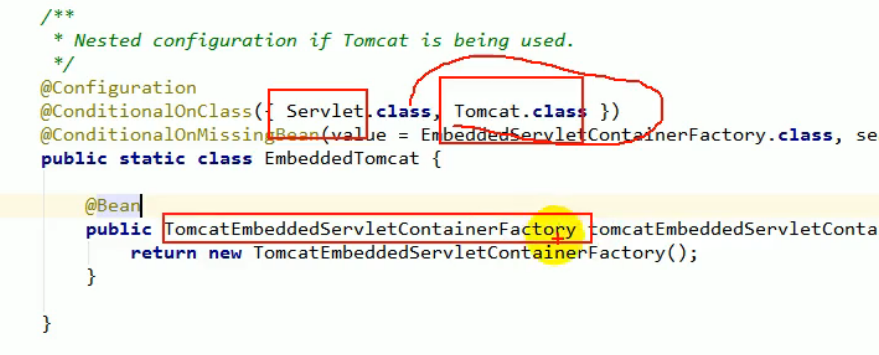 /**
* Nested configuration if Tomcat is being used.
*/
@Configuration
@ConditionalOnClass({ Servlet.class, Tomcat.class })
@ConditionalOnMissingBean(value = EmbeddedServletContainerFactory.class, se
public static class EmbeddedTomcat {
@Bean
public TomcatEmbeddedServletContainerFactory tomcatEmbeddedServletConta
return new TomcatEmbeddedServletContainerFactory();
}
}